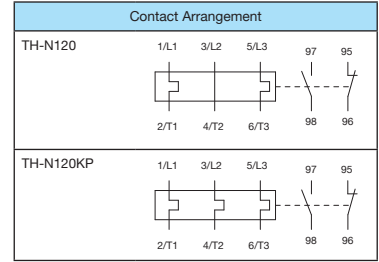 Contact Arrangement
TH-N120
1/L1 3/L2 5/L3 97 95
2/T1 4/T2 6/T3 98 96
TH-N120KP
1/L1 3/L2 5/L3 97 95
2/T1 4/T2 6/T3 98 96